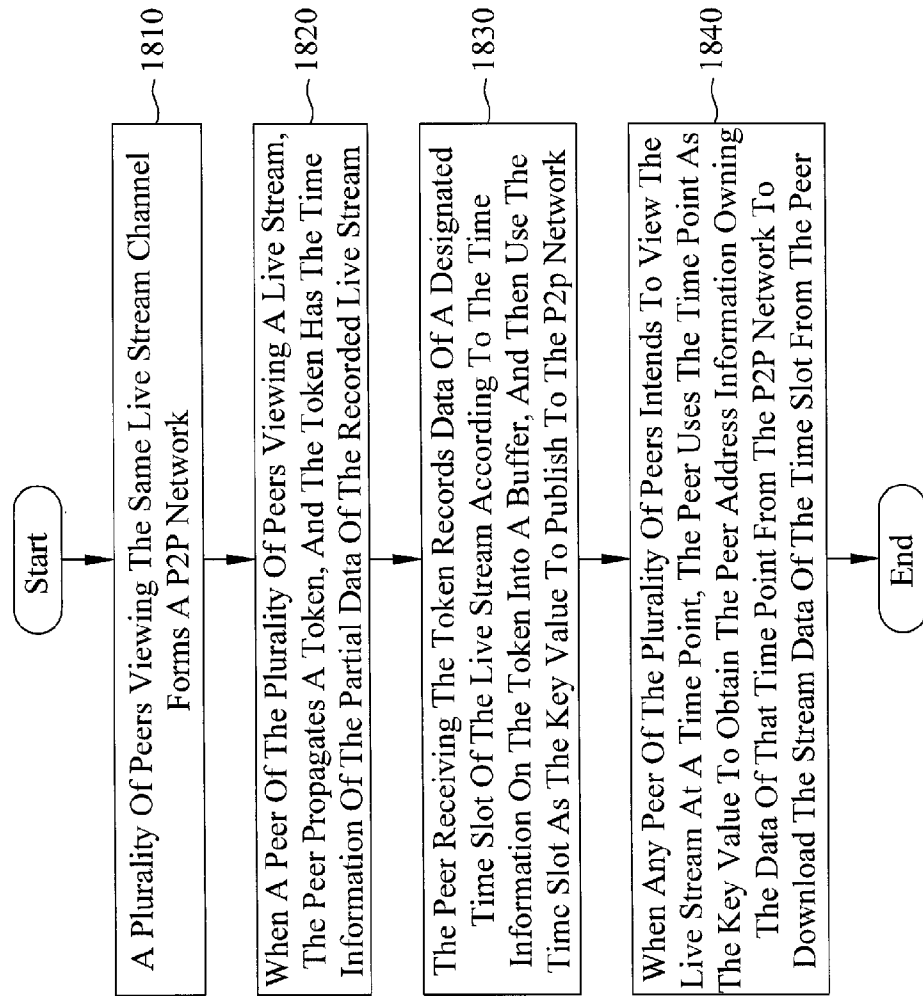 Start
A Plurality Of Peers Viewing The Same Live Stream Channel
Forms A P2P Network
1810
When A Peer Of The Plurality Of Peers Viewing A Live Stream,
The Peer Propagates A Token, And The Token Has The Time
Information Of The Partial Data Of The Recorded Live Stream
1820
The Peer Receiving The Token Records Data Of A Designated
Time Slot Of The Live Stream According To The Time
Information On The Token Into A Buffer, And Then Use The
Time Slot As The Key Value To Publish To The P2p Network
1830
When Any Peer Of The Plurality Of Peers Intends To View The
Live Stream At A Time Point, The Peer Uses The Time Point As
The Key Value To Obtain The Peer Address Information Owning
The Data Of That Time Point From The P2P Network To
Download The Stream Data Of The Time Slot From The Peer
1840
End